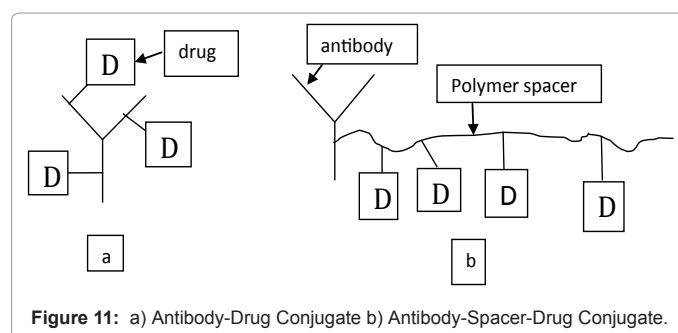 drug
D
D
D
a
antibody
Polymer spacer
D
D
D
D
b
Figure 11: a) Antibody-Drug Conjugate b) Antibody-Spacer-Drug Conjugate.